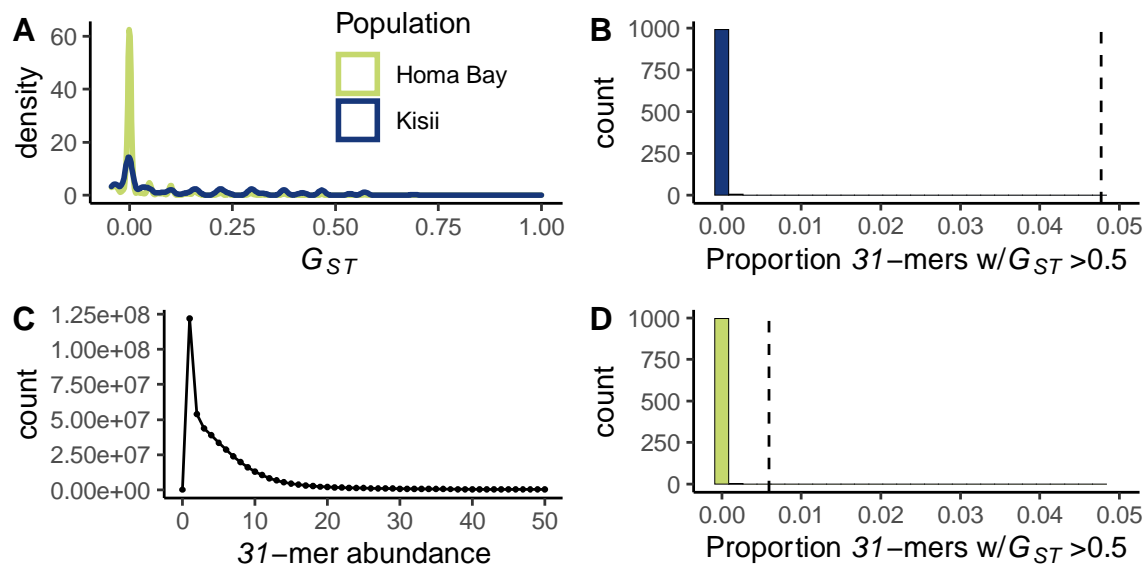 A
density
60
40
20
0
0.00 0.25 0.50 0.75 1.00
G_ST
Population
Homa Bay
Kisii
B
count
1000
750
500
250
0
0.00 0.01 0.02 0.03 0.04 0.05
Proportion 31−mers w/G_ST >0.5
C
count
1.25e+08
1.00e+08
7.50e+07
5.00e+07
2.50e+07
0.00e+00
0 10 20 30 40 50
31−mer abundance
D
count
1000
750
500
250
0
0.00 0.01 0.02 0.03 0.04 0.05
Proportion 31−mers w/G_ST >0.5